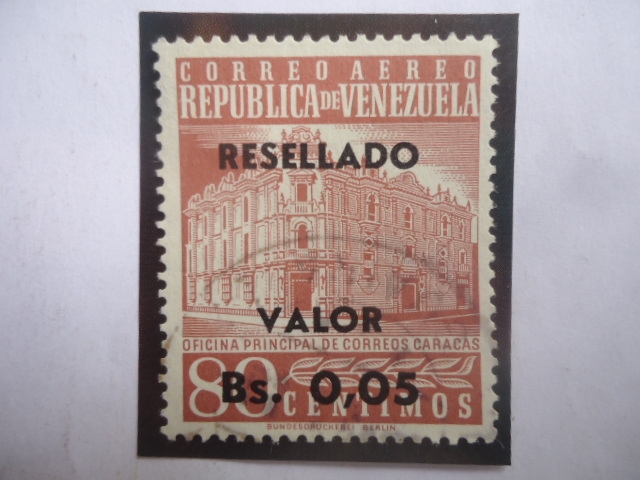 CORREO AEREO
REPUBLICA DE VENEZUELA
RESELLADO
VALOR
OFICINA PRINCIPAL DE CORREOS CARACAS
80 CENTIMOS
Bs. 0,05
BUNDESDRUCKEREI BERLIN